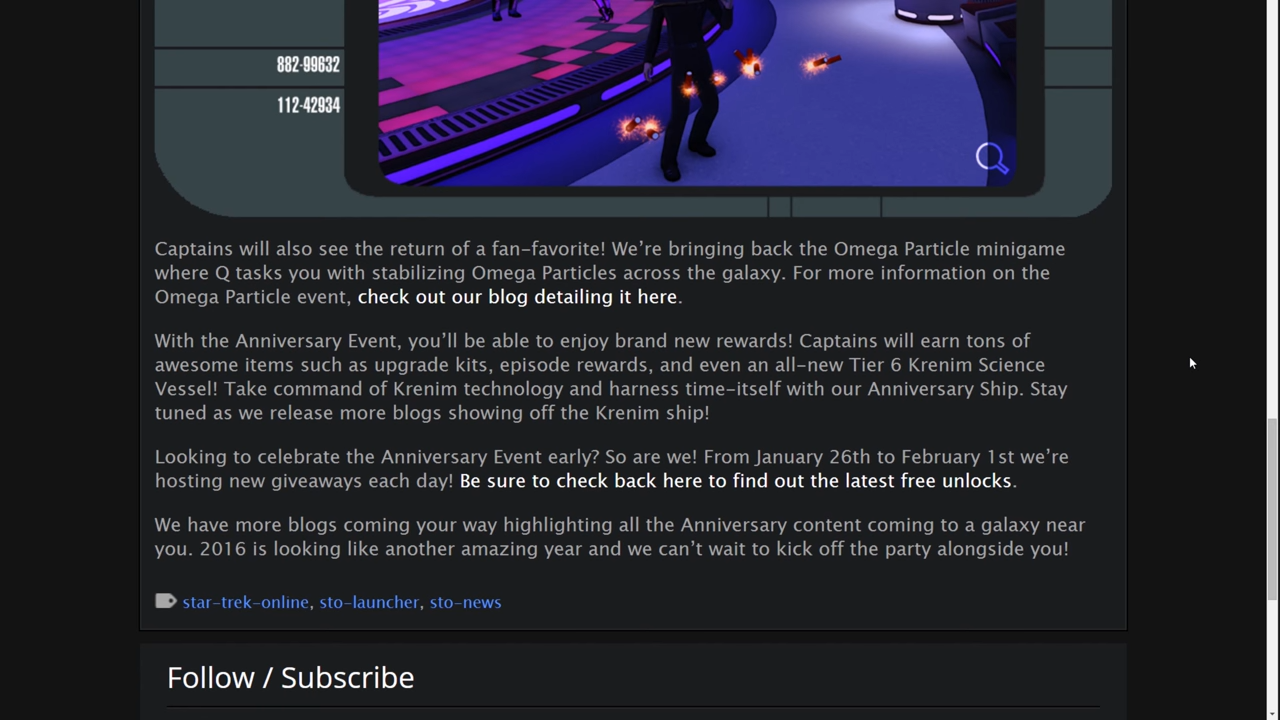 882-99632
112-42934
Captains will also see the return of a fan-favorite! We’re bringing back the Omega Particle minigame
where Q tasks you with stabilizing Omega Particles across the galaxy. For more information on the
Omega Particle event, check out our blog detailing it here.
With the Anniversary Event, you’ll be able to enjoy brand new rewards! Captains will earn tons of
awesome items such as upgrade kits, episode rewards, and even an all-new Tier 6 Krenim Science
Vessel! Take command of Krenim technology and harness time-itself with our Anniversary Ship. Stay
tuned as we release more blogs showing off the Krenim ship!
Looking to celebrate the Anniversary Event early? So are we! From January 26th to February 1st we’re
hosting new giveaways each day! Be sure to check back here to find out the latest free unlocks.
We have more blogs coming your way highlighting all the Anniversary content coming to a galaxy near
you. 2016 is looking like another amazing year and we can’t wait to kick off the party alongside you!
star-trek-online, sto-launcher, sto-news
Follow / Subscribe